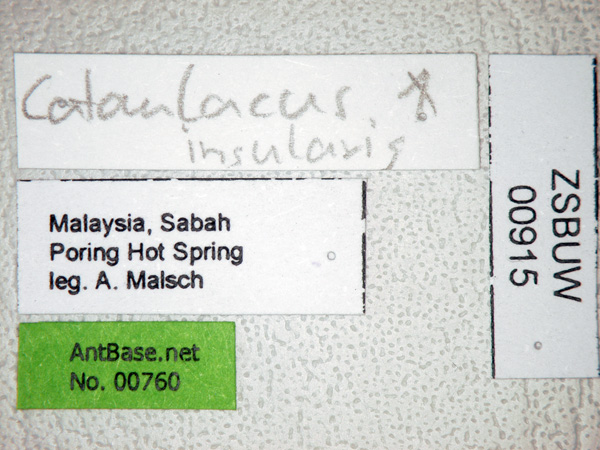 Cataulacus
insularis
Malaysia, Sabah
Poring Hot Spring
leg. A. Malsch
AntBase.net
No. 00760
ZSBUW
00915